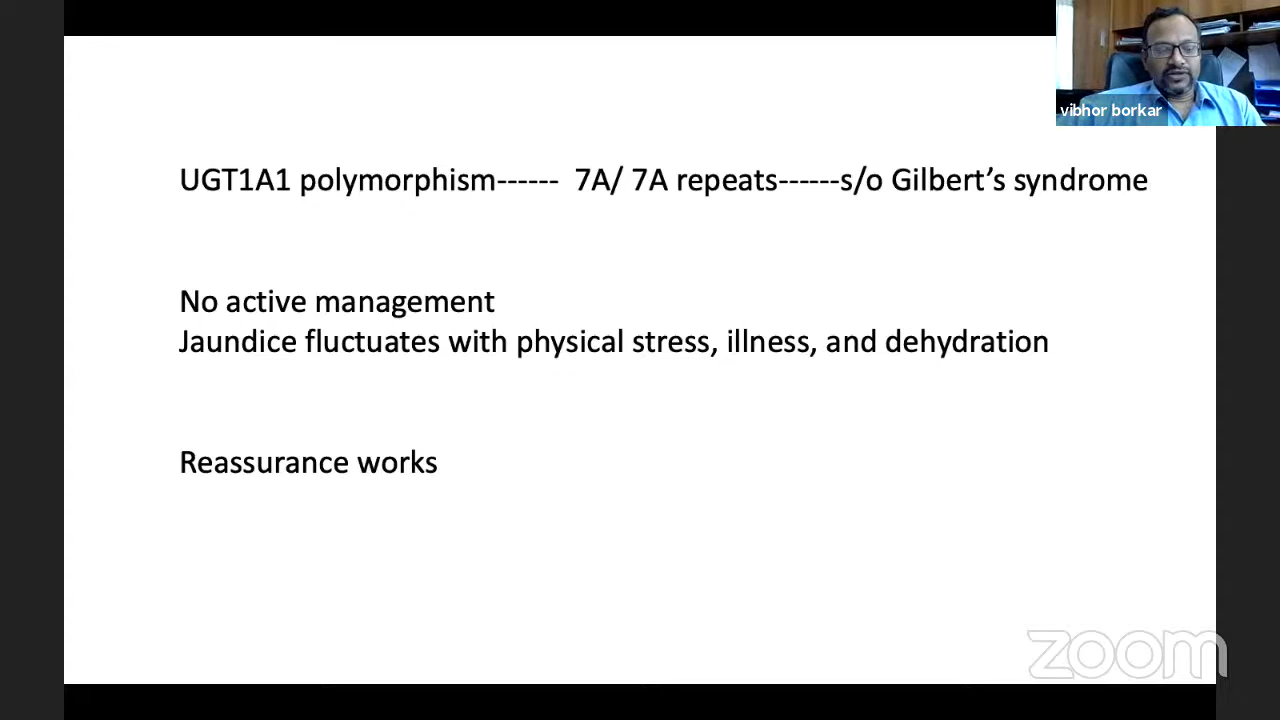 vibhor borkar
UGT1A1 polymorphism------ 7A/ 7A repeats------s/o Gilbert’s syndrome
No active management
Jaundice fluctuates with physical stress, illness, and dehydration
Reassurance works
zoom